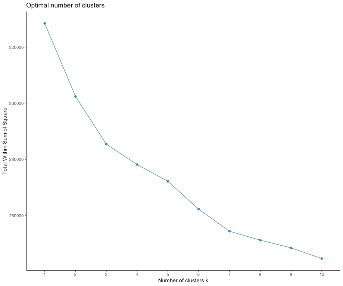 Optimal number of clusters
Total Within Sum of Square
1 2 3 4 5 6 7 8 9 10
Number of clusters k